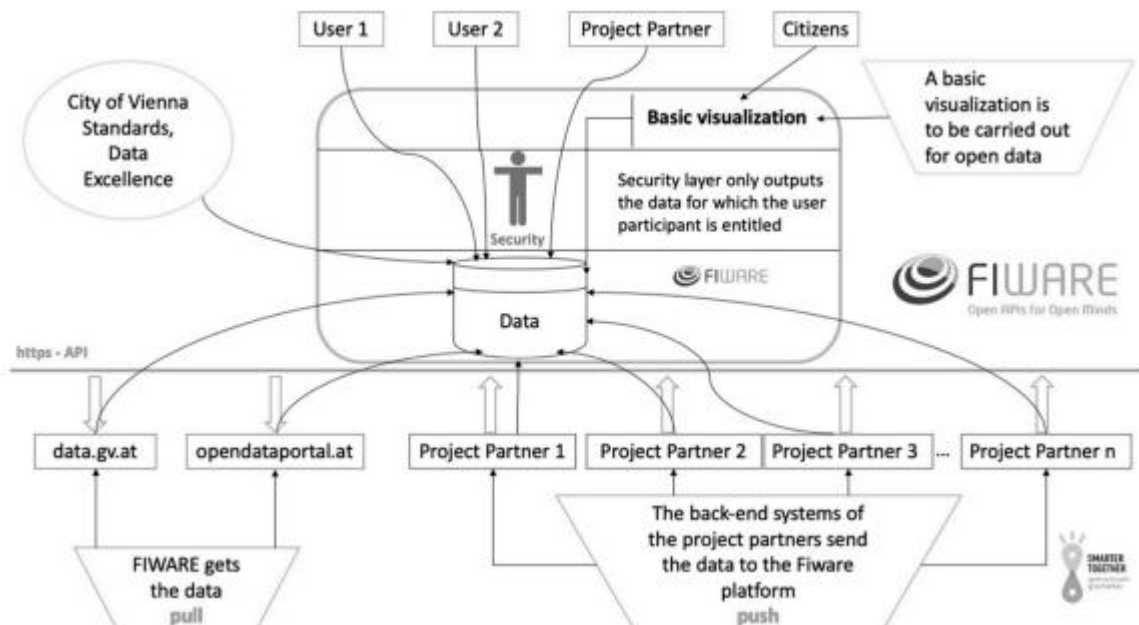 User 1
User 2
Project Partner
Citizens
City of Vienna
Standards,
Data
Excellence
Basic visualization
A basic
visualization is
to be carried out
for open data
Security layer only outputs
the data for which the user
participant is entitled
Security
FIWARE
FIWARE
Open APIs for Open Minds
Data
https - API
data.gv.at
opendataportal.at
Project Partner 1
Project Partner 2
Project Partner 3
...
Project Partner n
FIWARE gets
the data
pull
The back-end systems of
the project partners send
the data to the Fiware
platform
push
SMARTER
TOGETHER